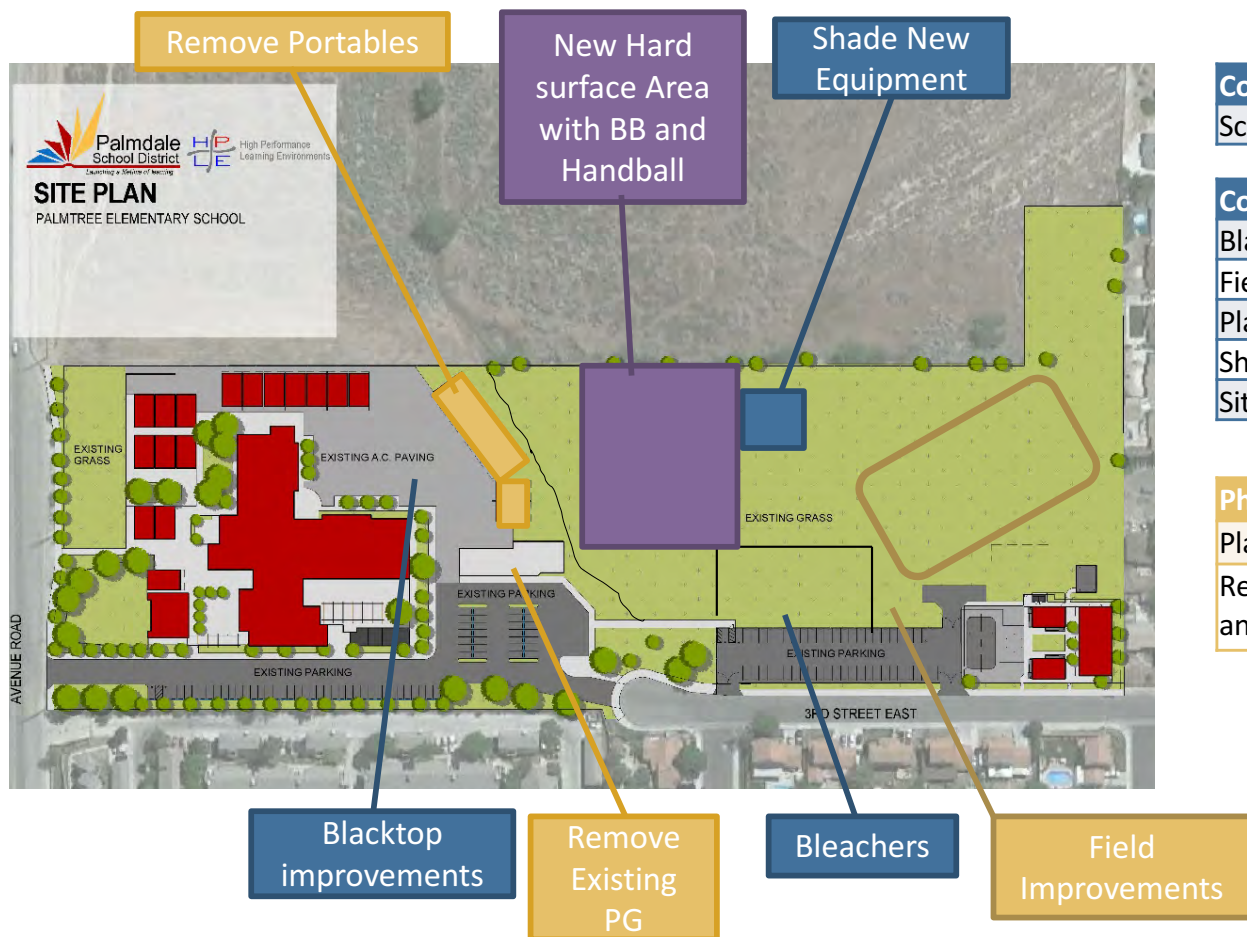 Remove Portables
New Hard
surface Area
with BB and
Handball
Shade New
Equipment
Palmdale
School District
Launching a lifetime of learning
HP
LE
High Performance
Learning Environments
SITE PLAN
PALMTREE ELEMENTARY SCHOOL
EXISTING
GRASS
EXISTING A.C. PAVING
EXISTING GRASS
EXISTING PARKING
EXISTING PARKING
EXISTING PARKING
AVENUE ROAD
3RD STREET EAST
Blacktop
improvements
Remove
Existing
PG
Bleachers
Field
Improvements
Co
Sc
Co
Bla
Fie
Pla
Sh
Sit
Ph
Pla
Re
an